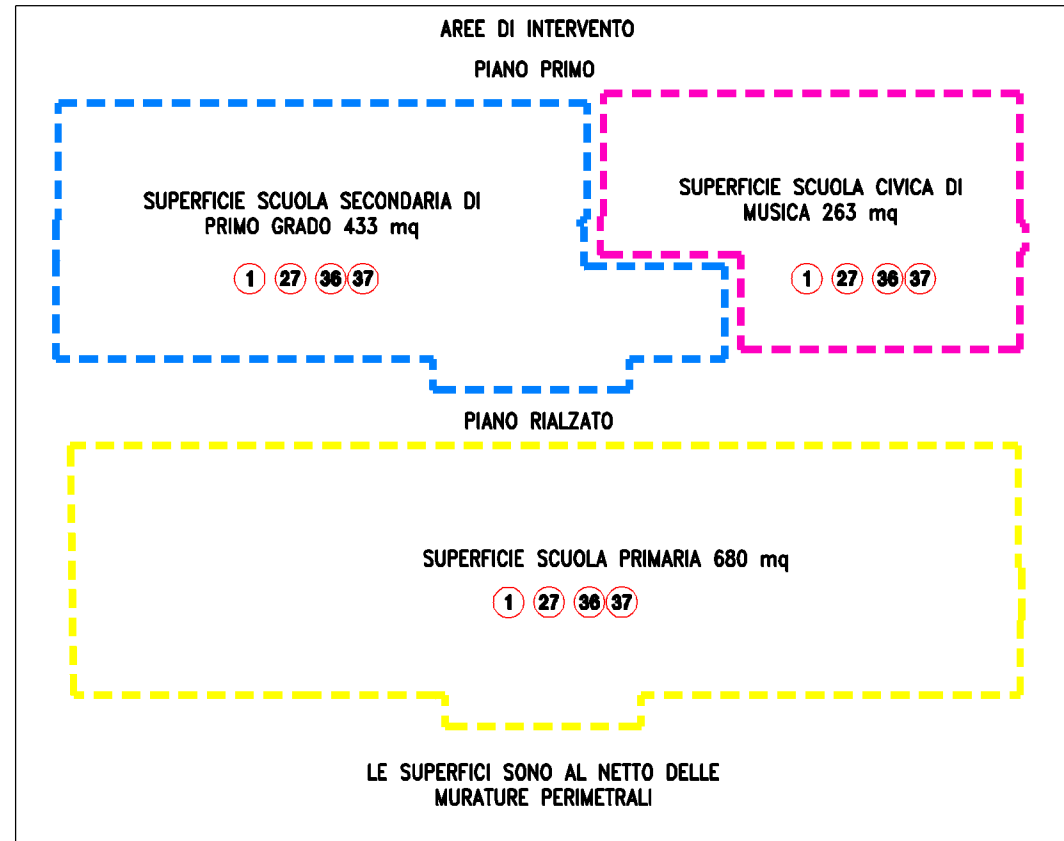 AREE DI INTERVENTO
PIANO PRIMO
SUPERFICIE SCUOLA SECONDARIA DI
PRIMO GRADO 433 mq
1 27 36 37
SUPERFICIE SCUOLA CIVICA DI
MUSICA 263 mq
1 27 36 37
PIANO RIALZATO
SUPERFICIE SCUOLA PRIMARIA 680 mq
1 27 36 37
LE SUPERFICI SONO AL NETTO DELLE
MURATURE PERIMETRALI